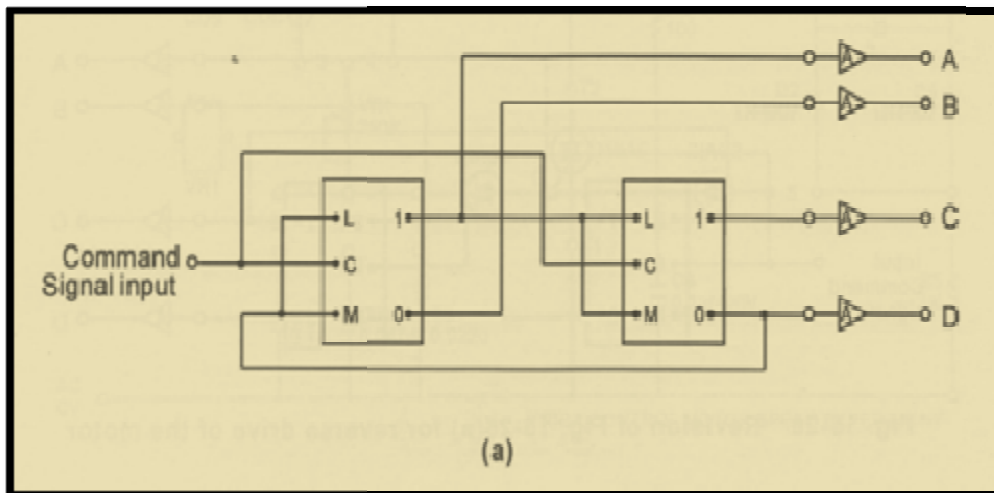 A A
B A
L 1 L 1 A C
Command C C
Signal input
M 0 M 0 A D
(a)